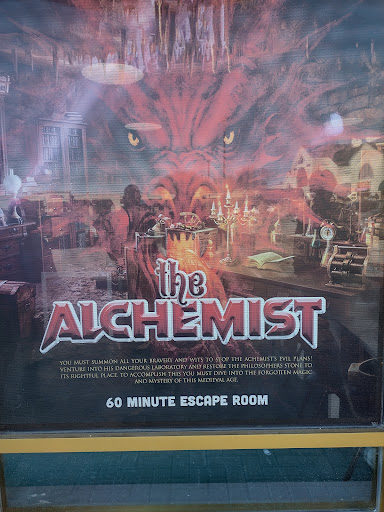 the
ALCHEMIST
YOU MUST SUMMON ALL YOUR BRAVERY AND WITS TO STOP THE ACHEMIST'S EVIL PLANS!
VENTURE INTO HIS DANGEROUS LABORATORY AND RESTORE THE PHILOSOPHERS STONE TO
ITS RIGHTFUL PLACE. TO ACCOMPLISH THIS YOU MUST DIVE INTO THE FORGOTTEN MAGIC
AND MYSTERY OF THIS MEDIEVAL AGE.
60 MINUTE ESCAPE ROOM